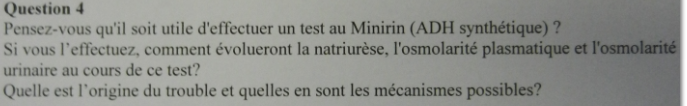 Question 4
Pensez-vous qu'il soit utile d'effectuer un test au Minirin (ADH synthétique) ?
Si vous l'effectuez, comment évolueront la natriurèse, l'osmolarité plasmatique et l'osmolarité
urinaire au cours de ce test?
Quelle est l'origine du trouble et quelles en sont les mécanismes possibles?